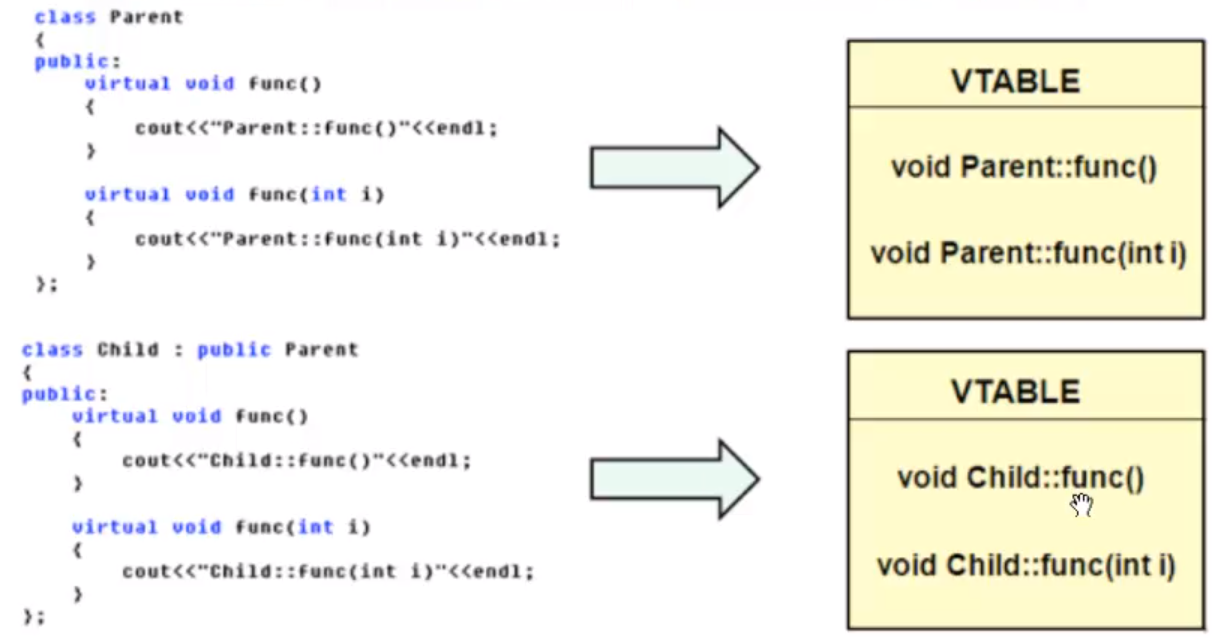 class Parent
{
public:
virtual void func()
{
cout<<"Parent::func()"<<endl;
}
virtual void func(int i)
{
cout<<"Parent::func(int i)"<<endl;
}
};
VTABLE
void Parent::func()
void Parent::func(int i)
class Child : public Parent
{
public:
virtual void func()
{
cout<<"Child::func()"<<endl;
}
virtual void func(int i)
{
cout<<"Child::func(int i)"<<endl;
}
};
VTABLE
void Child::func()
void Child::func(int i)